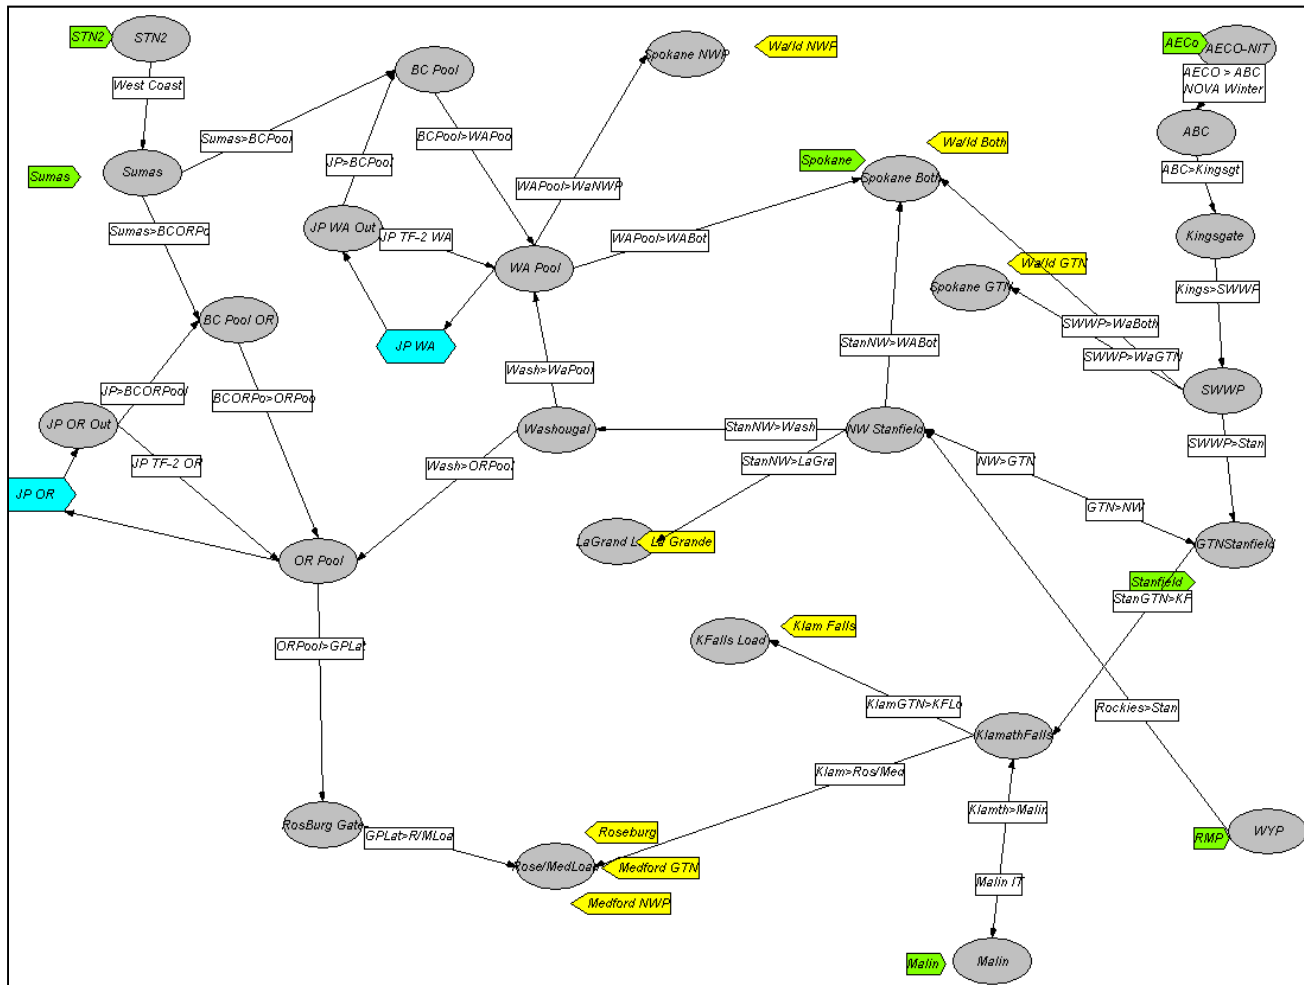 STN2
STN2
West Coast
BC Pool
Spokane NWP
Wa/Id NWP
AECo
AECO-NIT
AECO > ABC
NOVA Winter
ABC
Sumas>BCPool
BCPool>WAPoo
JP>BCPool
WAPool>WaNWP
Wa/Id Both
Spokane
Spokane Both
ABC>Kingsgt
Sumas
Sumas
Sumas>BCORPo
JP WA Out
JP TF-2 WA
WAPool>WABot
WA Pool
Kingsgate
Wa/Id GTN
Spokane GTN
Kings>SWWP
BC Pool OR
JP WA
StanNW>WABot
SWWP>WaBoth
SWWP>WaGTN
Wash>WaPool
JP>BCORPool
BCORPo>ORPoo
SWWP
JP OR Out
Washougal
StanNW>Wash
NW Stanfield
SWWP>Stan
JP TF-2 OR
Wash>ORPool
StanNW>LaGra
NW>GTN
JP OR
GTN>NW
LaGrand L
La Grande
GTNStanfield
OR Pool
Stanfield
StanGTN>KF
Klam Falls
KFalls Load
ORPool>GPLat
KlamGTN>KFLo
Rockies>Stan
KlamathFalls
Klam>Ros/Med
Klamth>Malin
RosBurg Gate
GPLat>R/MLoa
Roseburg
RMP
WYP
Rose/MedLoad
Medford GTN
Malin IT
Medford NWP
Malin
Malin